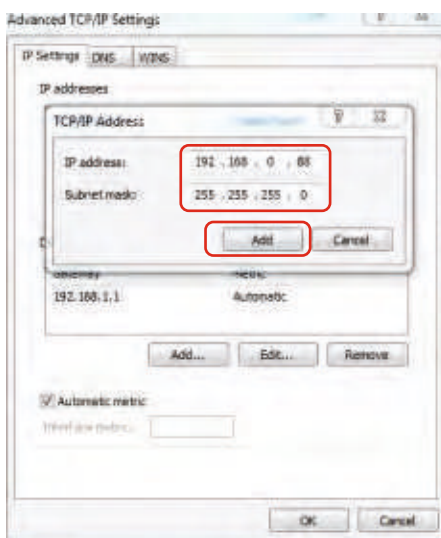 Advanced TCP/IP Settings
IP Settings DNS WINS
IP addresses
TCP/IP Address
IP address: 192 . 168 . 0 . 88
Subnet mask: 255 . 255 . 255 . 0
Add Cancel
Gateway Metric
192.168.1.1 Automatic
Add... Edit... Remove
Automatic metric
Interface metric:
OK Cancel